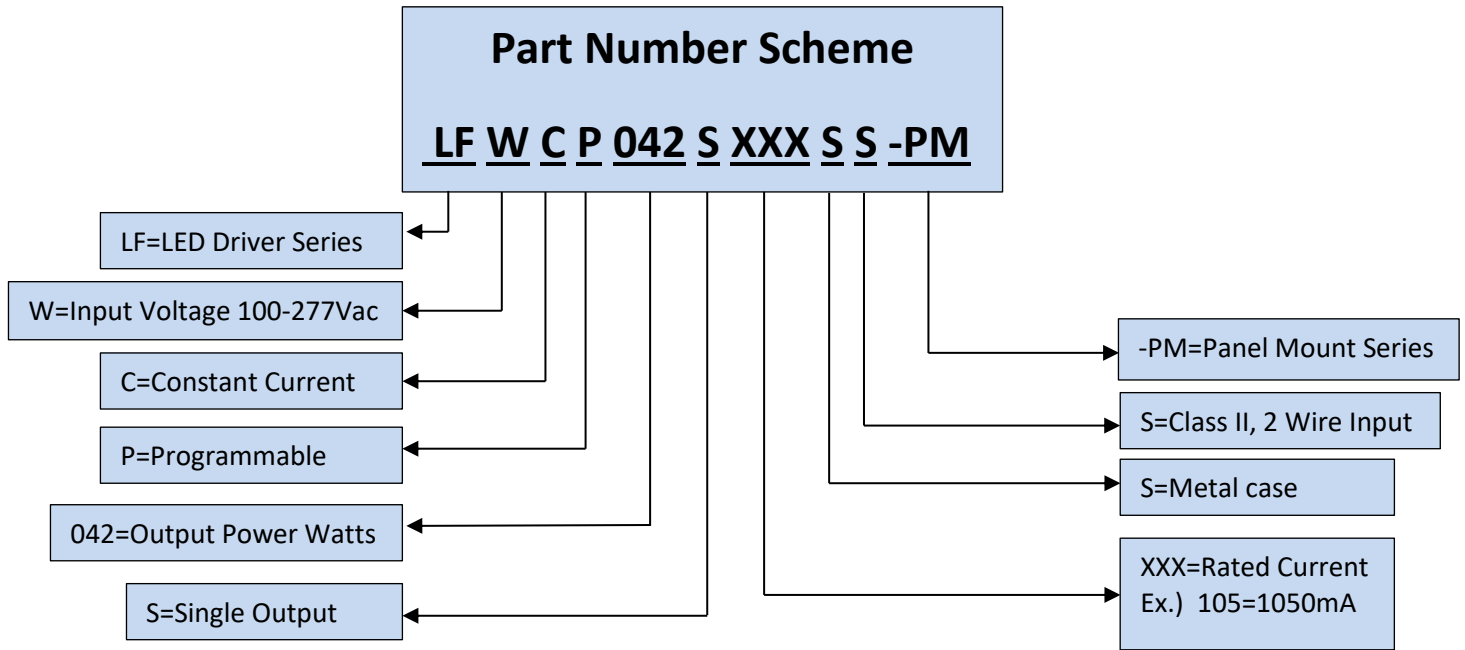 Part Number Scheme
LF W C P 042 S XXX S S -PM
LF=LED Driver Series
W=Input Voltage 100-277Vac
C=Constant Current
P=Programmable
042=Output Power Watts
S=Single Output
-PM=Panel Mount Series
S=Class II, 2 Wire Input
S=Metal case
XXX=Rated Current
Ex.) 105=1050mA